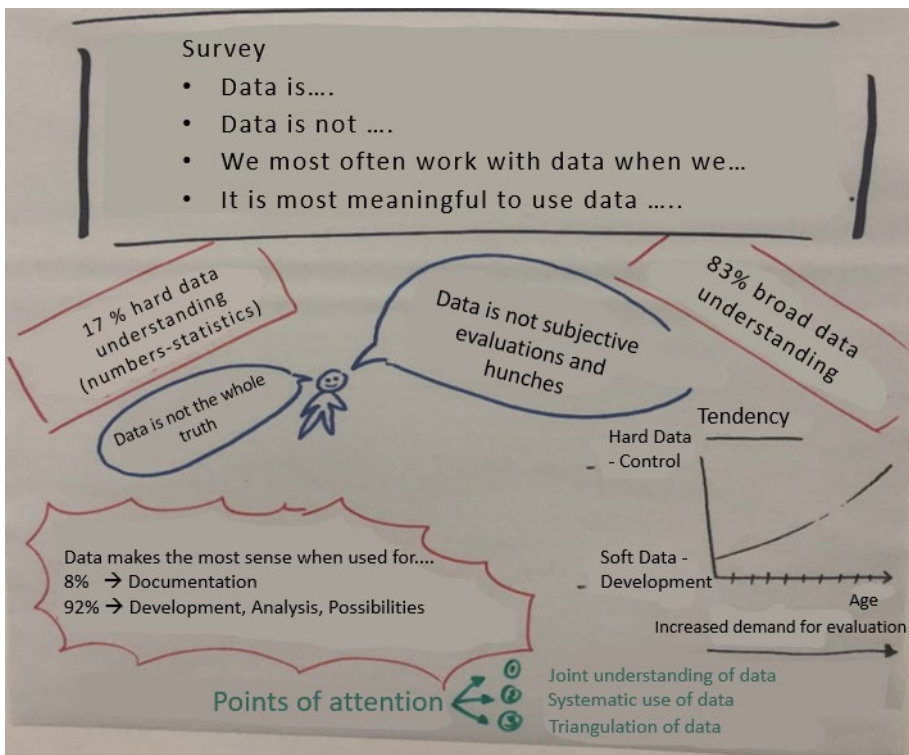 Survey
• Data is....
• Data is not ....
• We most often work with data when we...
• It is most meaningful to use data .....
17 % hard data
understanding
(numbers-statistics)
Data is not subjective
evaluations and
hunches
83% broad data
understanding
Data is not the whole
truth
Tendency
Hard Data
- Control
Soft Data -
Development
Age
Increased demand for evaluation
Data makes the most sense when used for....
8% → Documentation
92% → Development, Analysis, Possibilities
Points of attention
1 Joint understanding of data
2 Systematic use of data
3 Triangulation of data